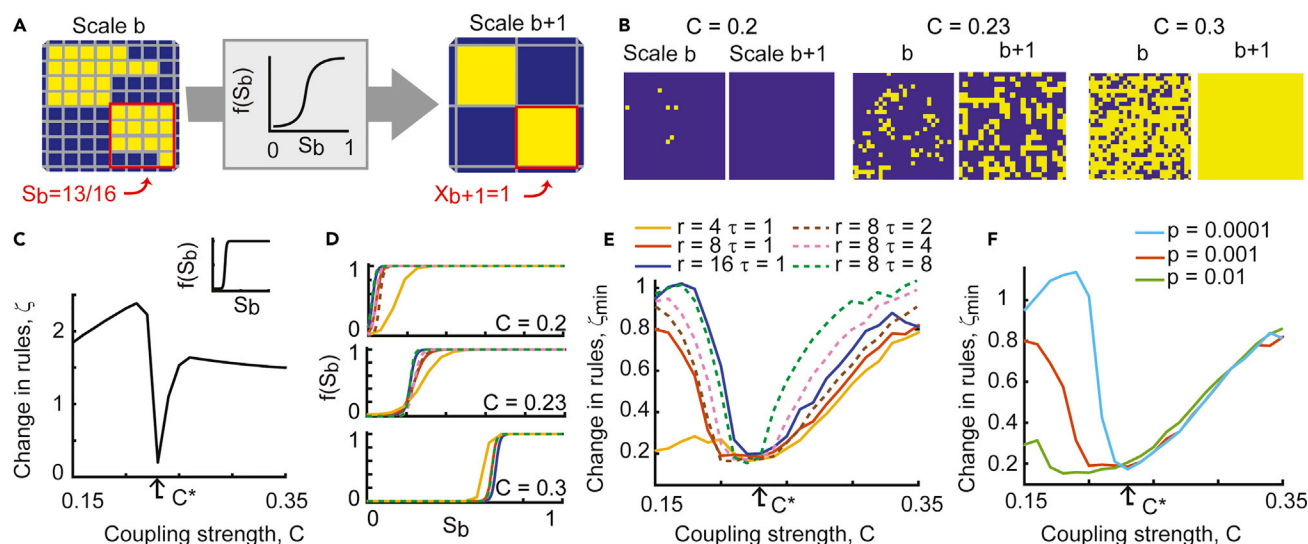 A
Scale b
Scale b+1
f(Sb)
Sb
0
1
Sb=13/16
Xb+1=1
B
C = 0.2
C = 0.23
C = 0.3
Scale b
Scale b+1
b
b+1
b
b+1
C
f(Sb)
Sb
Change in rules, ζ
2
1
0
0.15
C*
0.35
Coupling strength, C
D
1
0
C = 0.2
f(Sb)
1
0
C = 0.23
1
0
C = 0.3
0
Sb
1
E
r = 4 τ = 1
r = 8 τ = 1
r = 16 τ = 1
r = 8 τ = 2
r = 8 τ = 4
r = 8 τ = 8
Change in rules, ζmin
1
0.8
0.6
0.4
0.2
0.15
C*
0.35
Coupling strength, C
F
p = 0.0001
p = 0.001
p = 0.01
Change in rules, ζmin
1
0.8
0.6
0.4
0.2
0.15
C*
0.35
Coupling strength, C